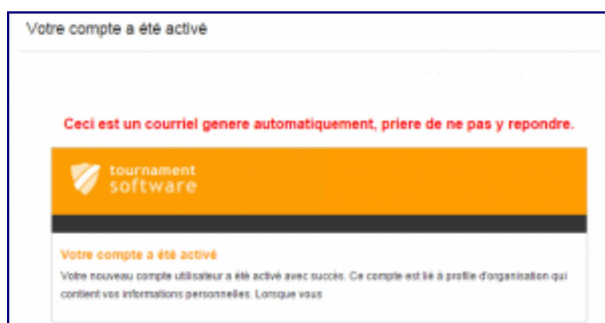 Votre compte a été activé
Ceci est un courriel genere automatiquement, priere de ne pas y repondre.
tournament
software
Votre compte a été activé
Votre nouveau compte utilisateur a été activé avec succès. Ce compte est lié à profile d'organisation qui
contient vos informations personnelles. Lorsque vous